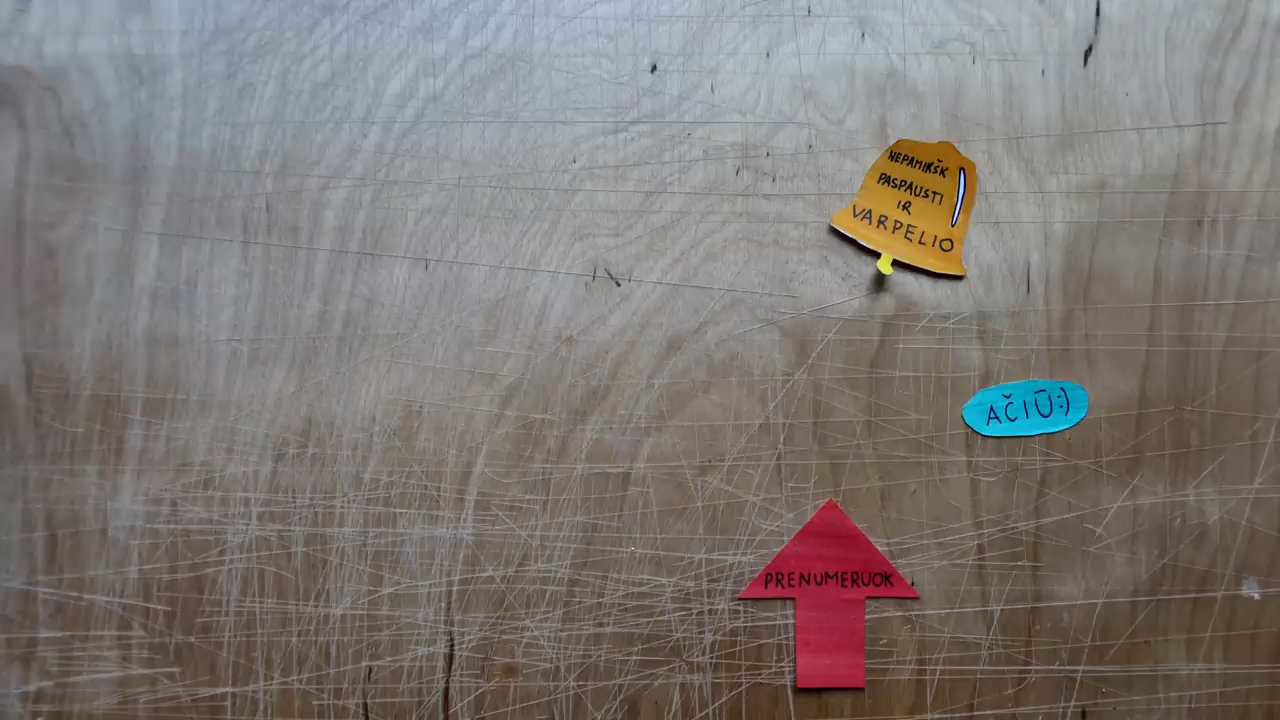 NEPAMIRŠK
PASPAUSTI
IR
VARPELIO
AČIŪ:)
PRENUMERUOK